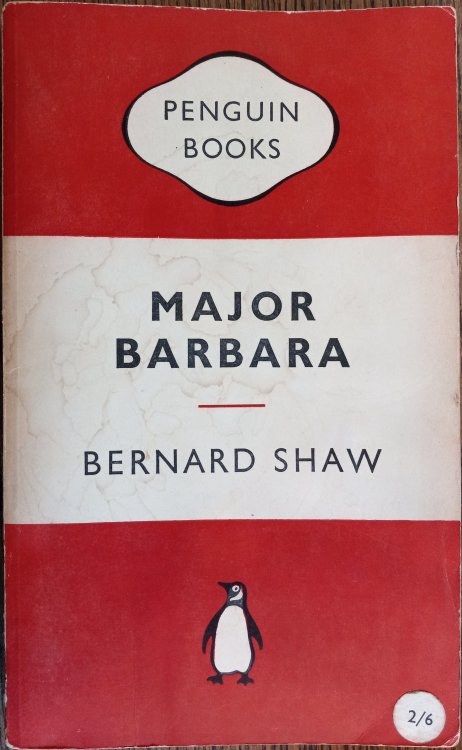 PENGUIN
BOOKS
MAJOR
BARBARA
BERNARD SHAW
2/6